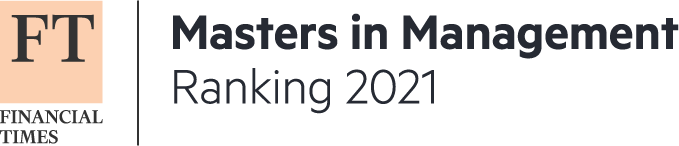 FT
FINANCIAL
TIMES
Masters in Management
Ranking 2021